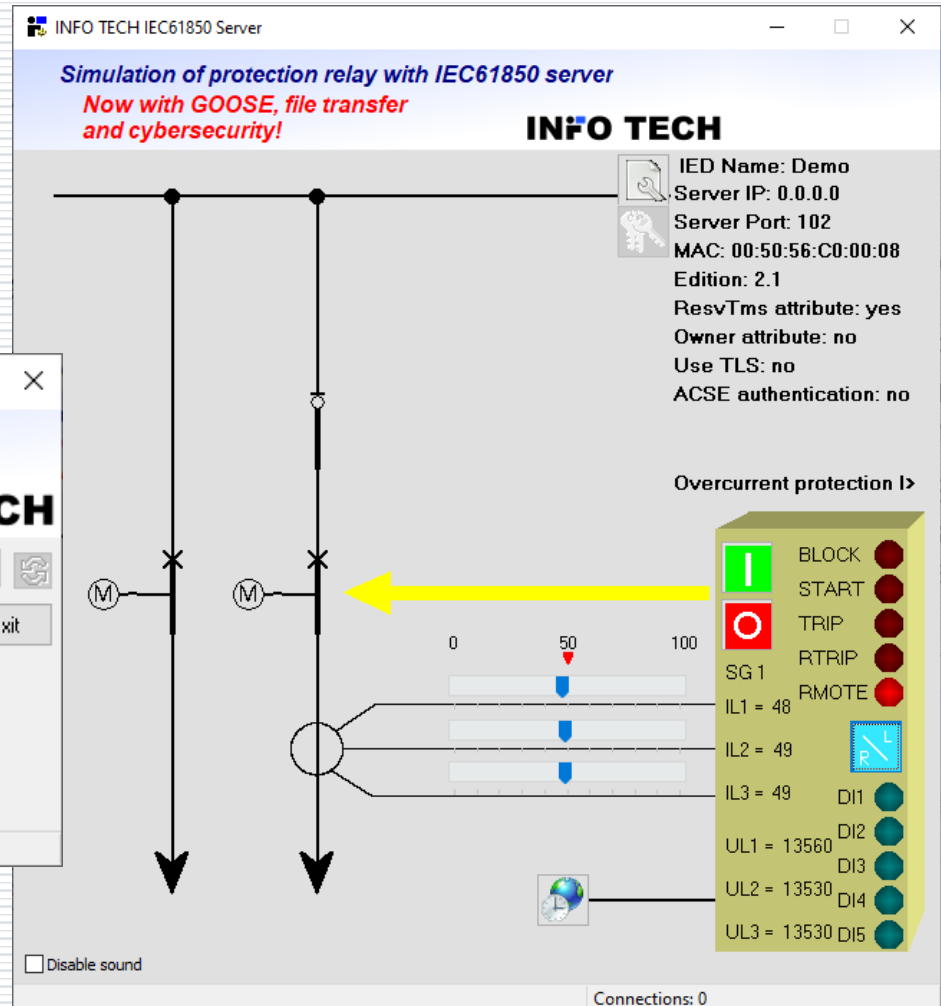 INFO TECH IEC61850 Server
Simulation of protection relay with IEC61850 server
Now with GOOSE, file transfer
and cybersecurity!
INFO TECH
IED Name: Demo
Server IP: 0.0.0.0
Server Port: 102
MAC: 00:50:56:C0:00:08
Edition: 2.1
ResvTms attribute: yes
Owner attribute: no
Use TLS: no
ACSE authentication: no
CH
xit
Overcurrent protection I>
M
M
0 50 100
BLOCK
START
TRIP
RTRIP
RMOTE
SG 1
IL1 = 48
IL2 = 49
IL3 = 49
L
R
UL1 = 13560
UL2 = 13530
UL3 = 13530
DI1
DI2
DI3
DI4
DI5
Disable sound
Connections: 0